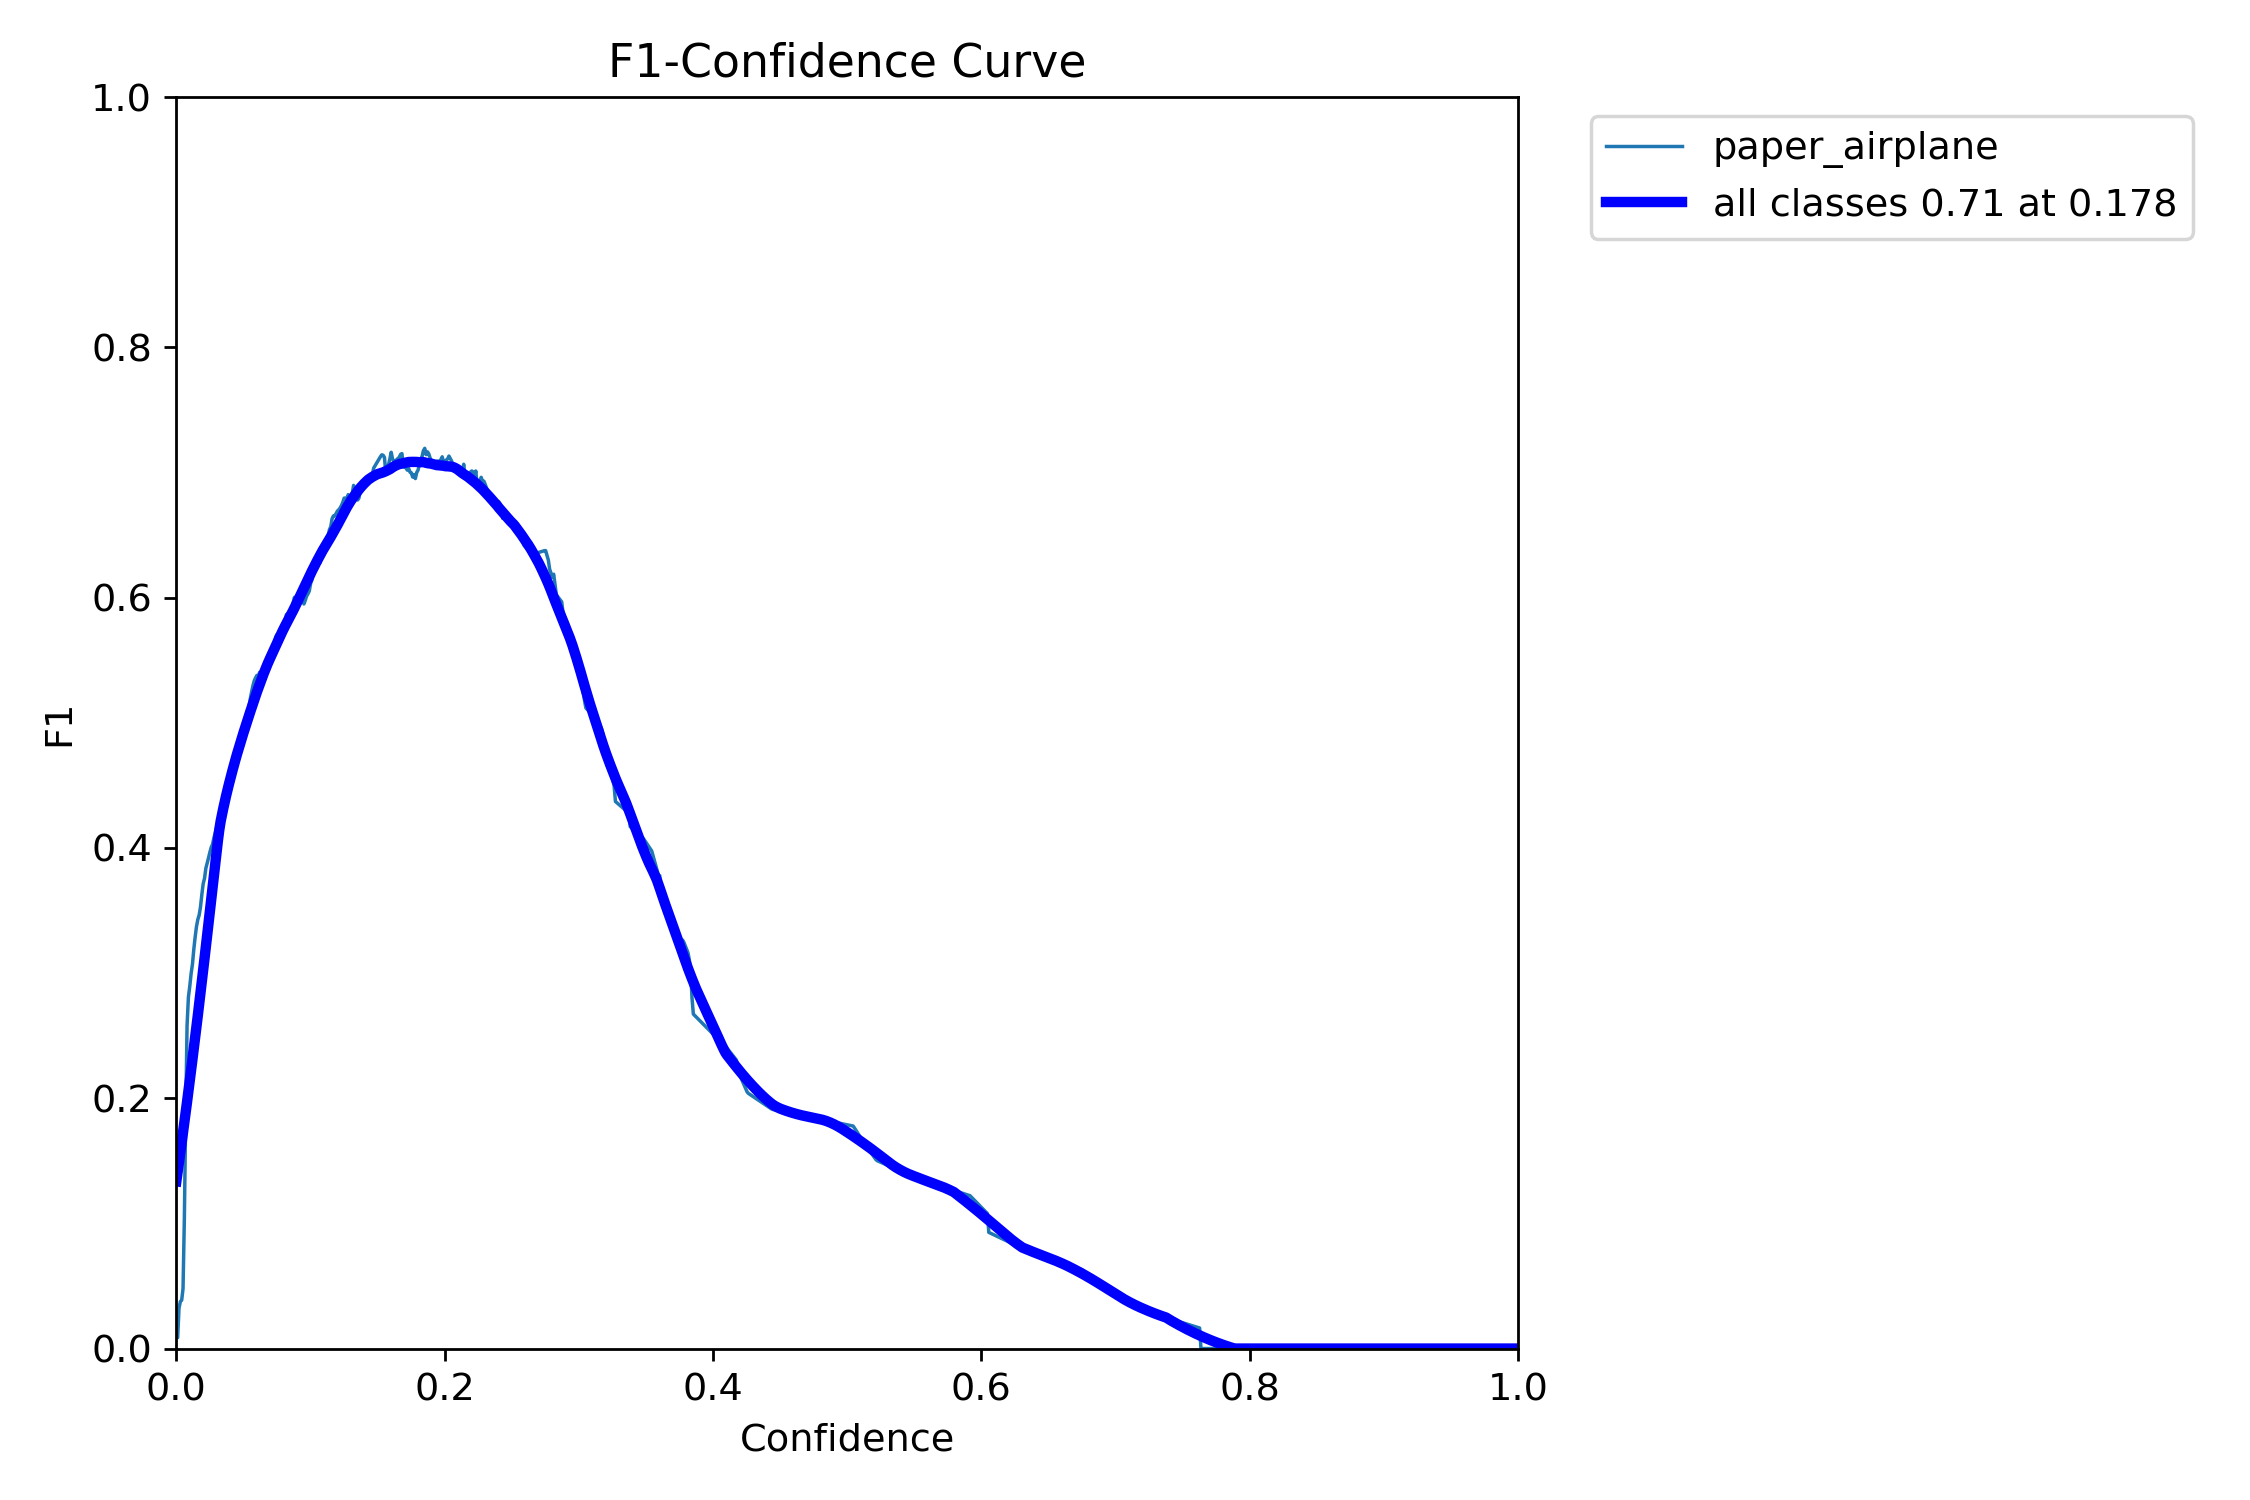 F1-Confidence Curve
1.0
0.8
0.6
0.4
0.2
0.0
F1
0.0 0.2 0.4 0.6 0.8 1.0
Confidence
paper_airplane
all classes 0.71 at 0.178